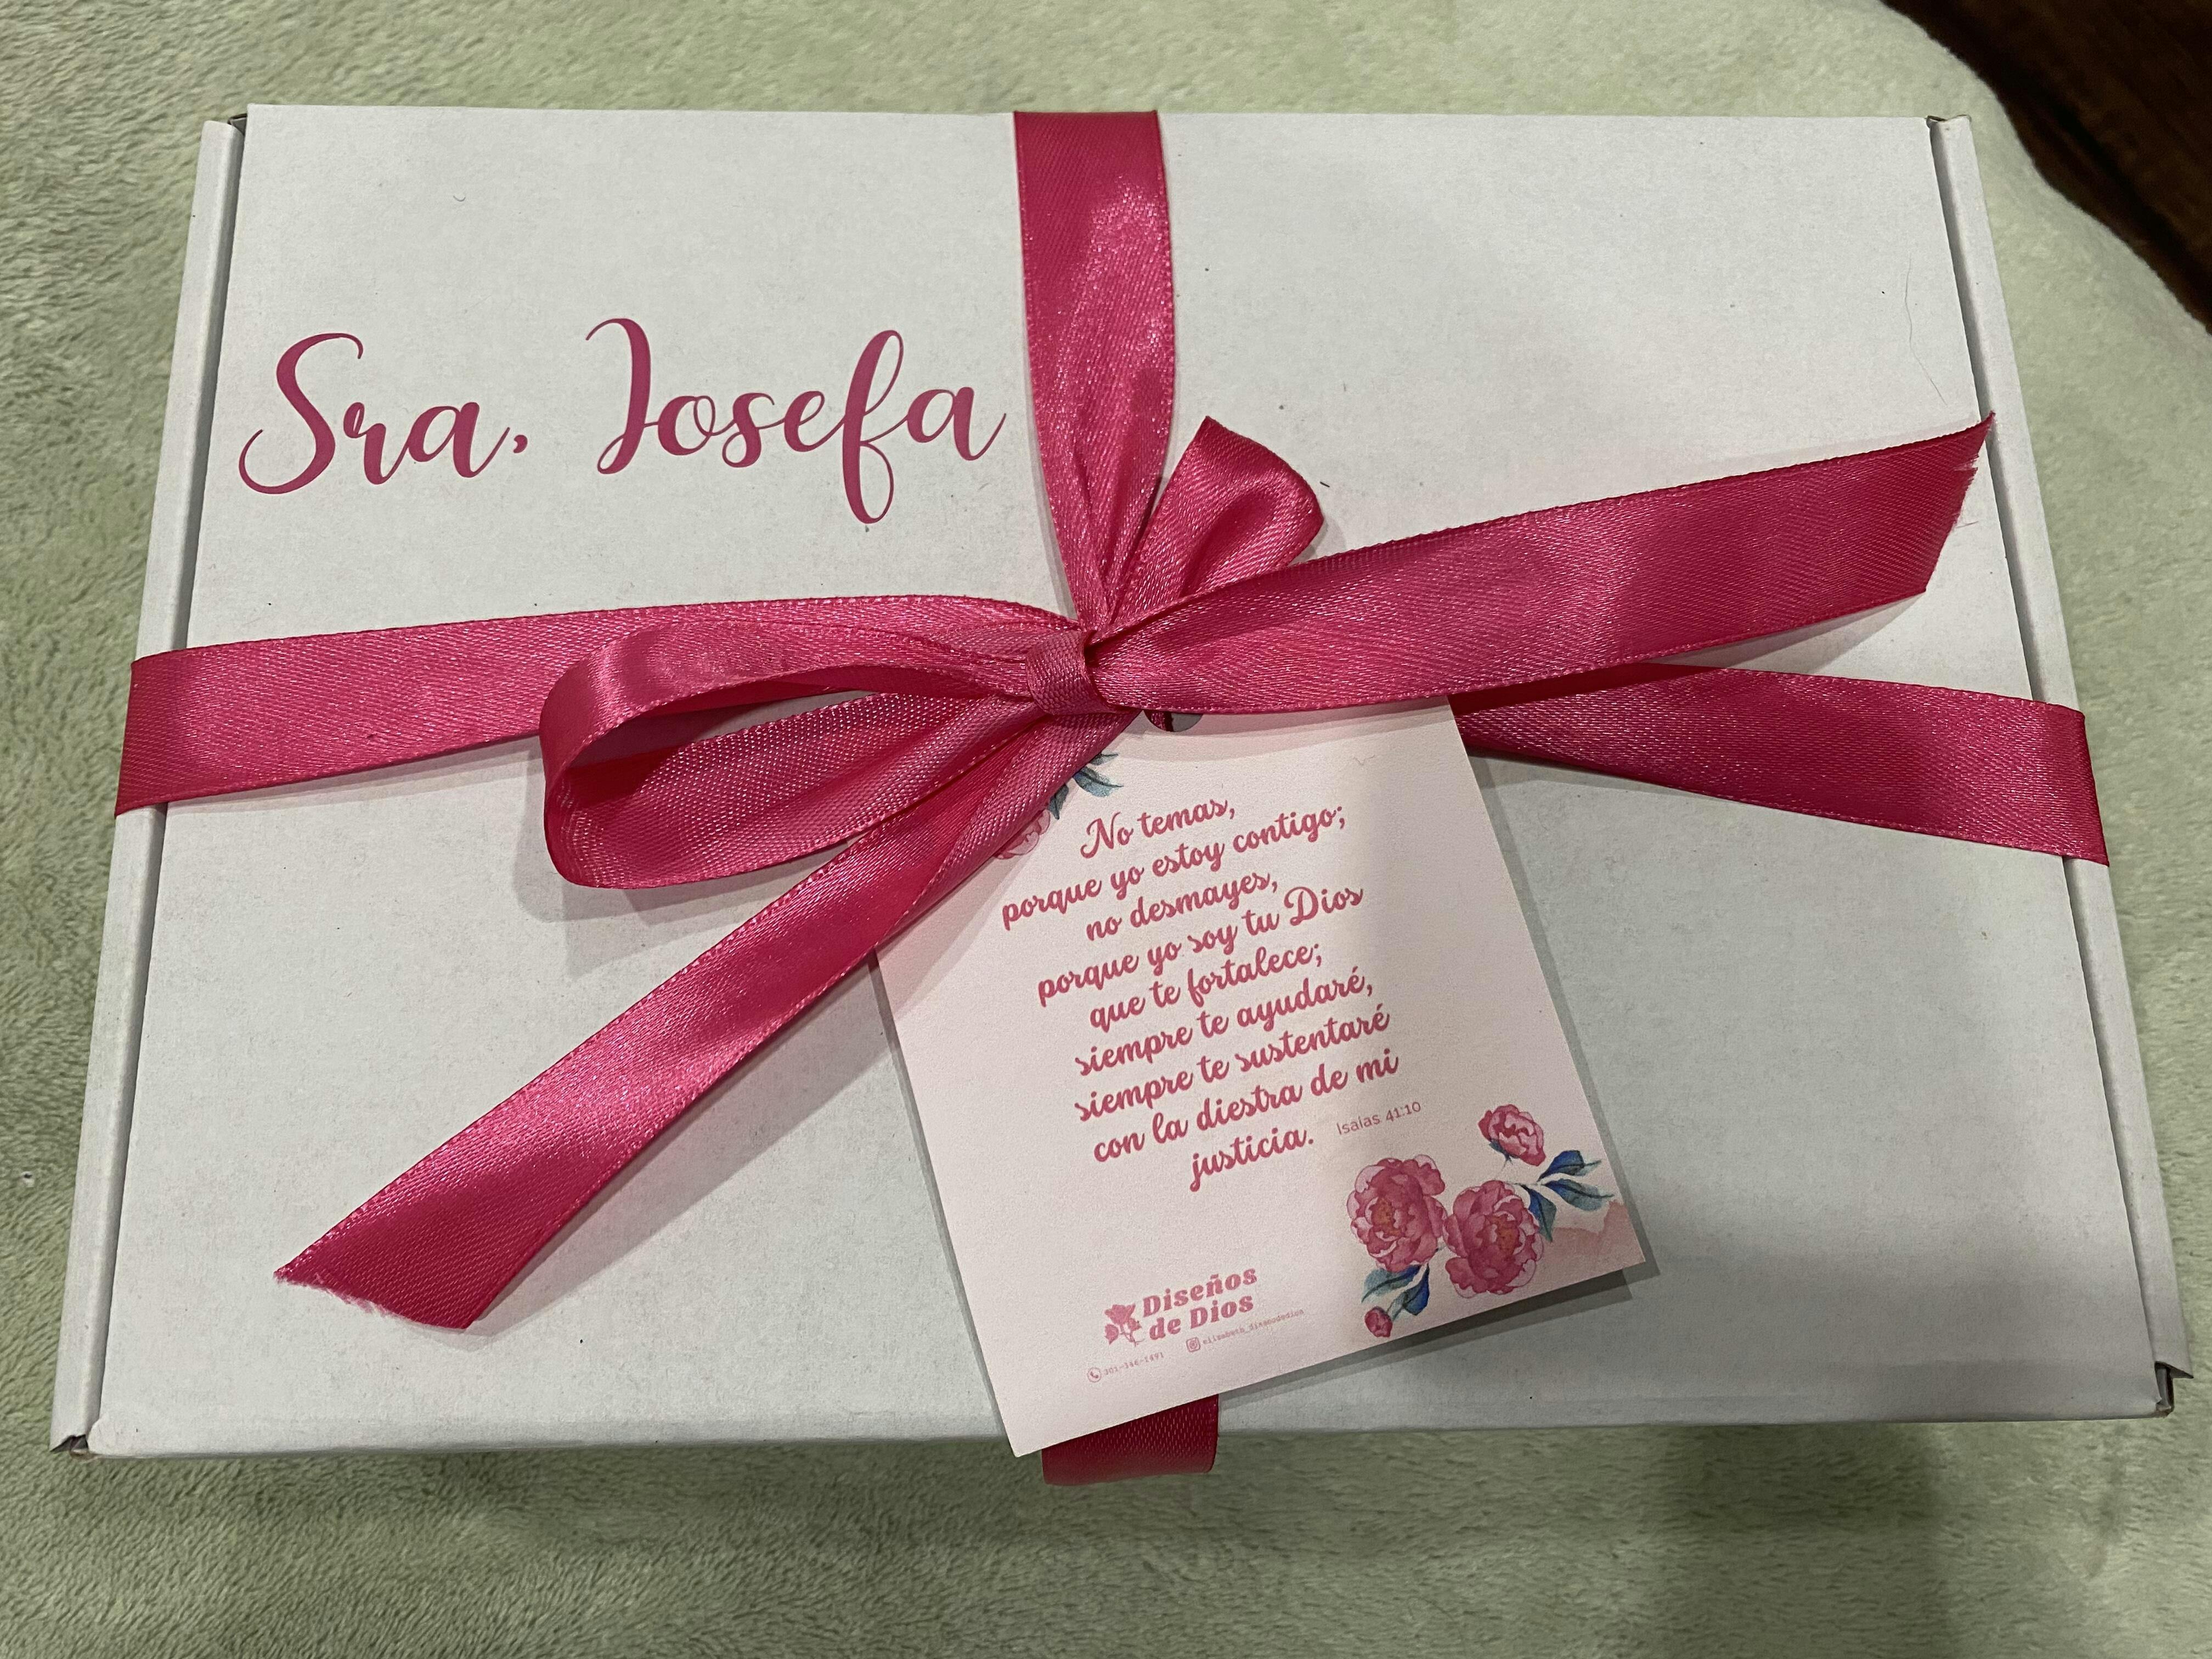 Sra. Josefa
No temas,
porque yo estoy contigo;
no desmayes,
porque yo soy tu Dios
que te fortalece;
siempre te ayudaré,
siempre te sustentaré
con la diestra de mi
justicia. Isaias 41:10
Diseños
de Dios